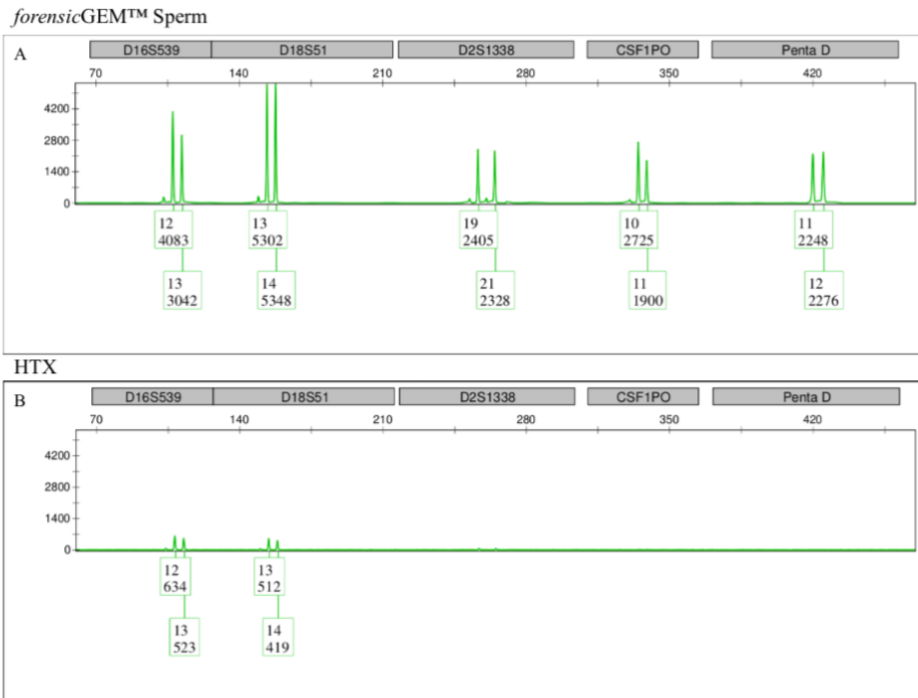 forensicGEM™ Sperm
A
D16S539 D18S51 D2S1338 CSF1PO Penta D
70 140 210 280 350 420
4200
2800
1400
0
12 13 19 10 11
4083 5302 2405 2725 2248
13 14 21 11 12
3042 5348 2328 1900 2276
HTX
B
D16S539 D18S51 D2S1338 CSF1PO Penta D
70 140 210 280 350 420
4200
2800
1400
0
12 13
634 512
13 14
523 419